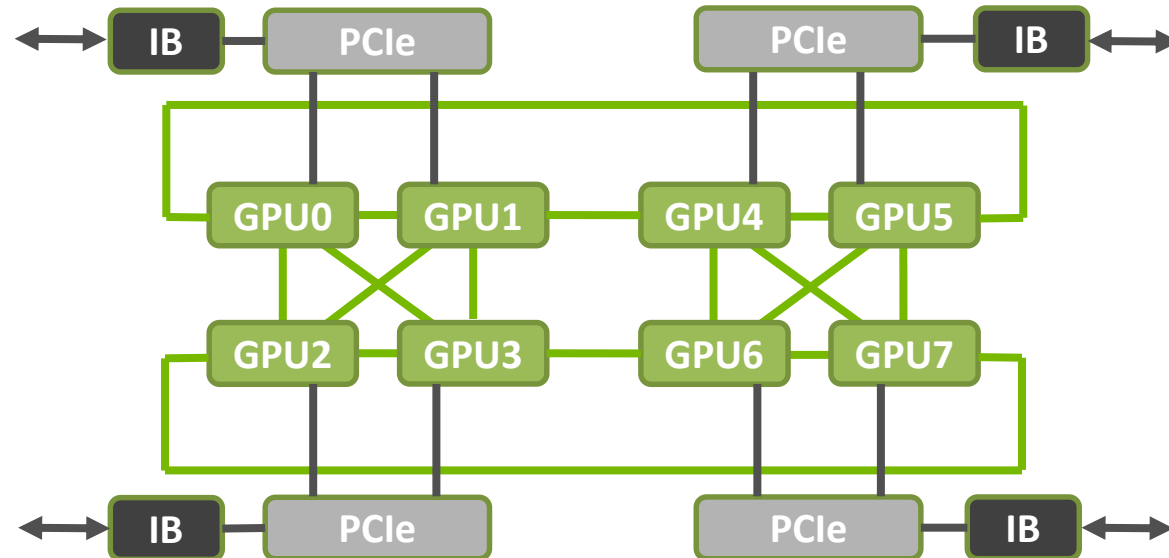 IB PCIe PCIe IB
GPU0 GPU1 GPU4 GPU5
GPU2 GPU3 GPU6 GPU7
IB PCIe PCIe IB